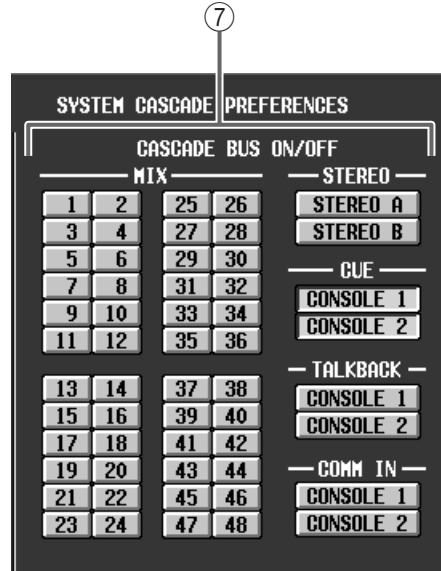 ⑦
SYSTEM CASCADE PREFERENCES
CASCADE BUS ON/OFF
MIX
1 2 25 26
3 4 27 28
5 6 29 30
7 8 31 32
9 10 33 34
11 12 35 36
13 14 37 38
15 16 39 40
17 18 41 42
19 20 43 44
21 22 45 46
23 24 47 48
STEREO
STEREO A
STEREO B
CUE
CONSOLE 1
CONSOLE 2
TALKBACK
CONSOLE 1
CONSOLE 2
COMM IN
CONSOLE 1
CONSOLE 2